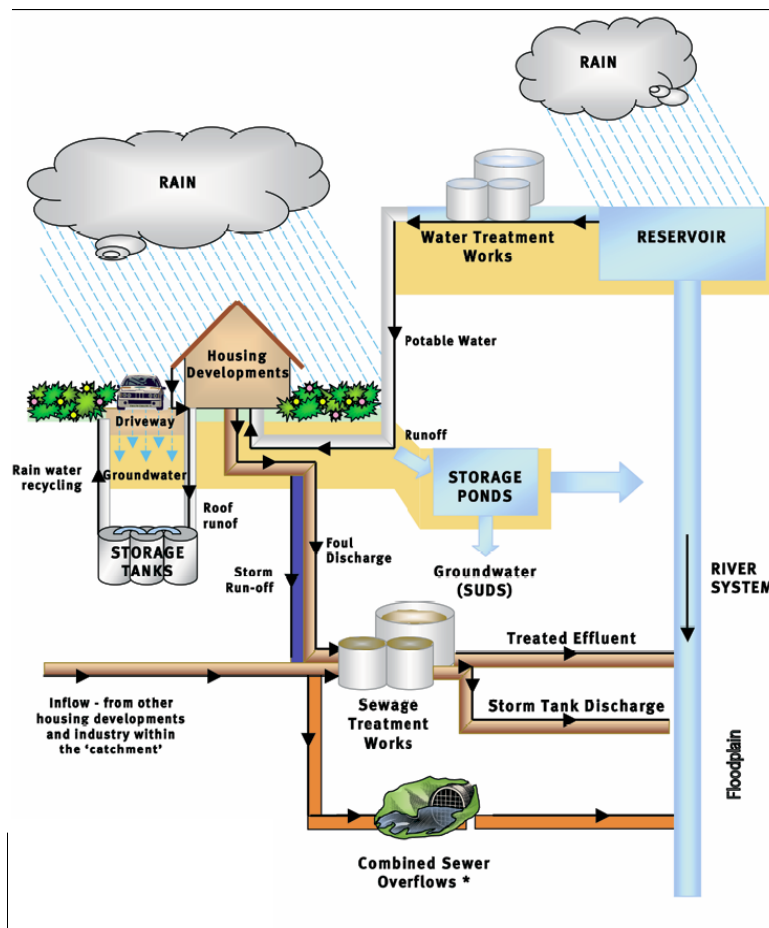 RAIN
RAIN
RESERVOIR
Water Treatment
Works
Potable Water
Housing
Developments
Driveway
Runoff
Rain water
recycling
Groundwater
STORAGE
PONDS
Roof
runof
STORAGE
TANKS
Foul
Discharge
Storm
Run-off
Groundwater
(SUDS)
RIVER
SYSTEM
Treated Effluent
Inflow - from other
housing developments
and industry within
the ‘catchment’
Sewage
Treatment
Works
Storm Tank Discharge
Floodplain
Combined Sewer
Overflows *